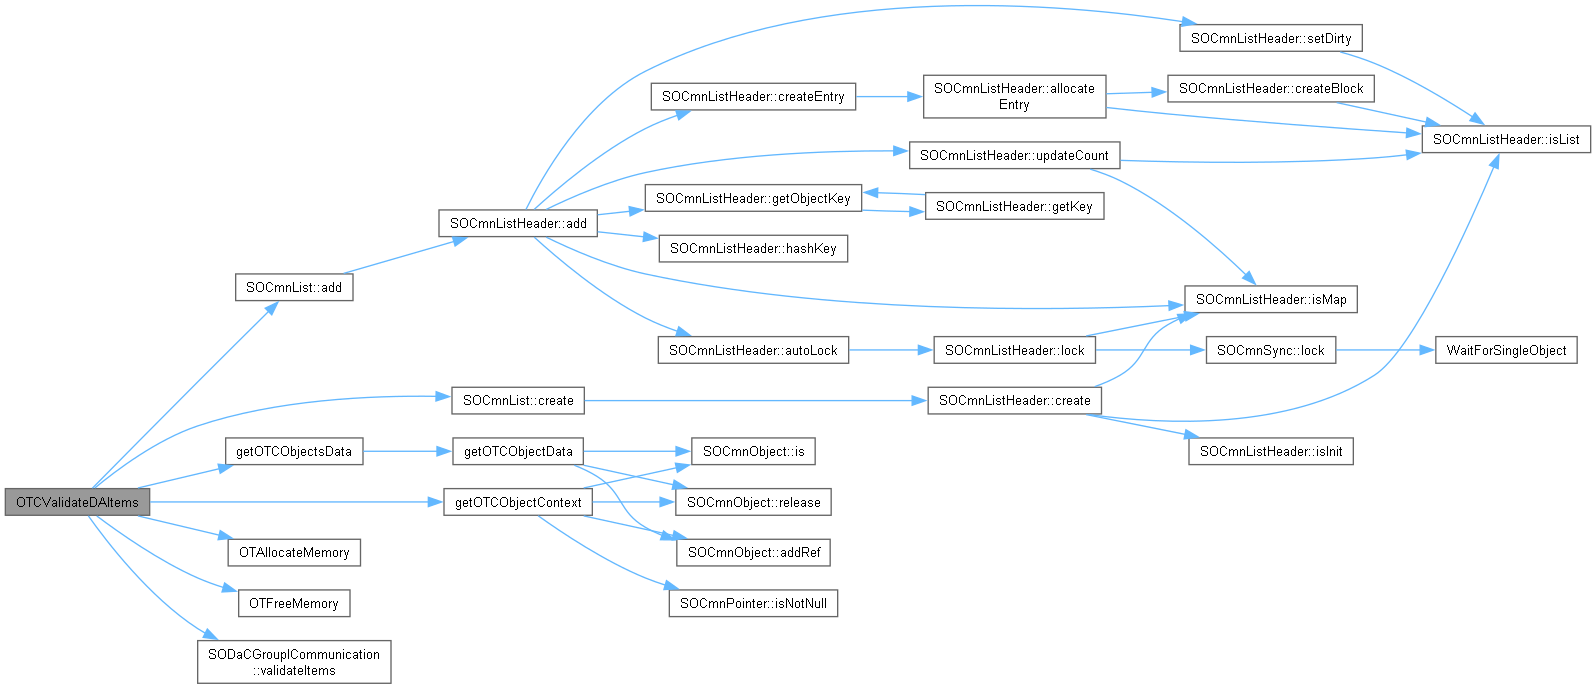 SOCmnListHeader::setDirty
SOCmnListHeader::createEntry
SOCmnListHeader::allocate
Entry
SOCmnListHeader::createBlock
SOCmnListHeader::isList
SOCmnListHeader::updateCount
SOCmnListHeader::getObjectKey
SOCmnListHeader::getKey
SOCmnListHeader::add
SOCmnListHeader::hashKey
SOCmnList::add
SOCmnListHeader::isMap
SOCmnListHeader::autoLock
SOCmnListHeader::lock
SOCmnSync::lock
WaitForSingleObject
SOCmnList::create
SOCmnListHeader::create
getOTCObjectsData
getOTCObjectData
SOCmnObject::is
SOCmnListHeader::isInit
OTCValidateDAItems
getOTCObjectContext
SOCmnObject::release
OTAllocateMemory
SOCmnObject::addRef
OTFreeMemory
SOCmnPointer::isNotNull
SODaCGroupICommunication
::validateItems